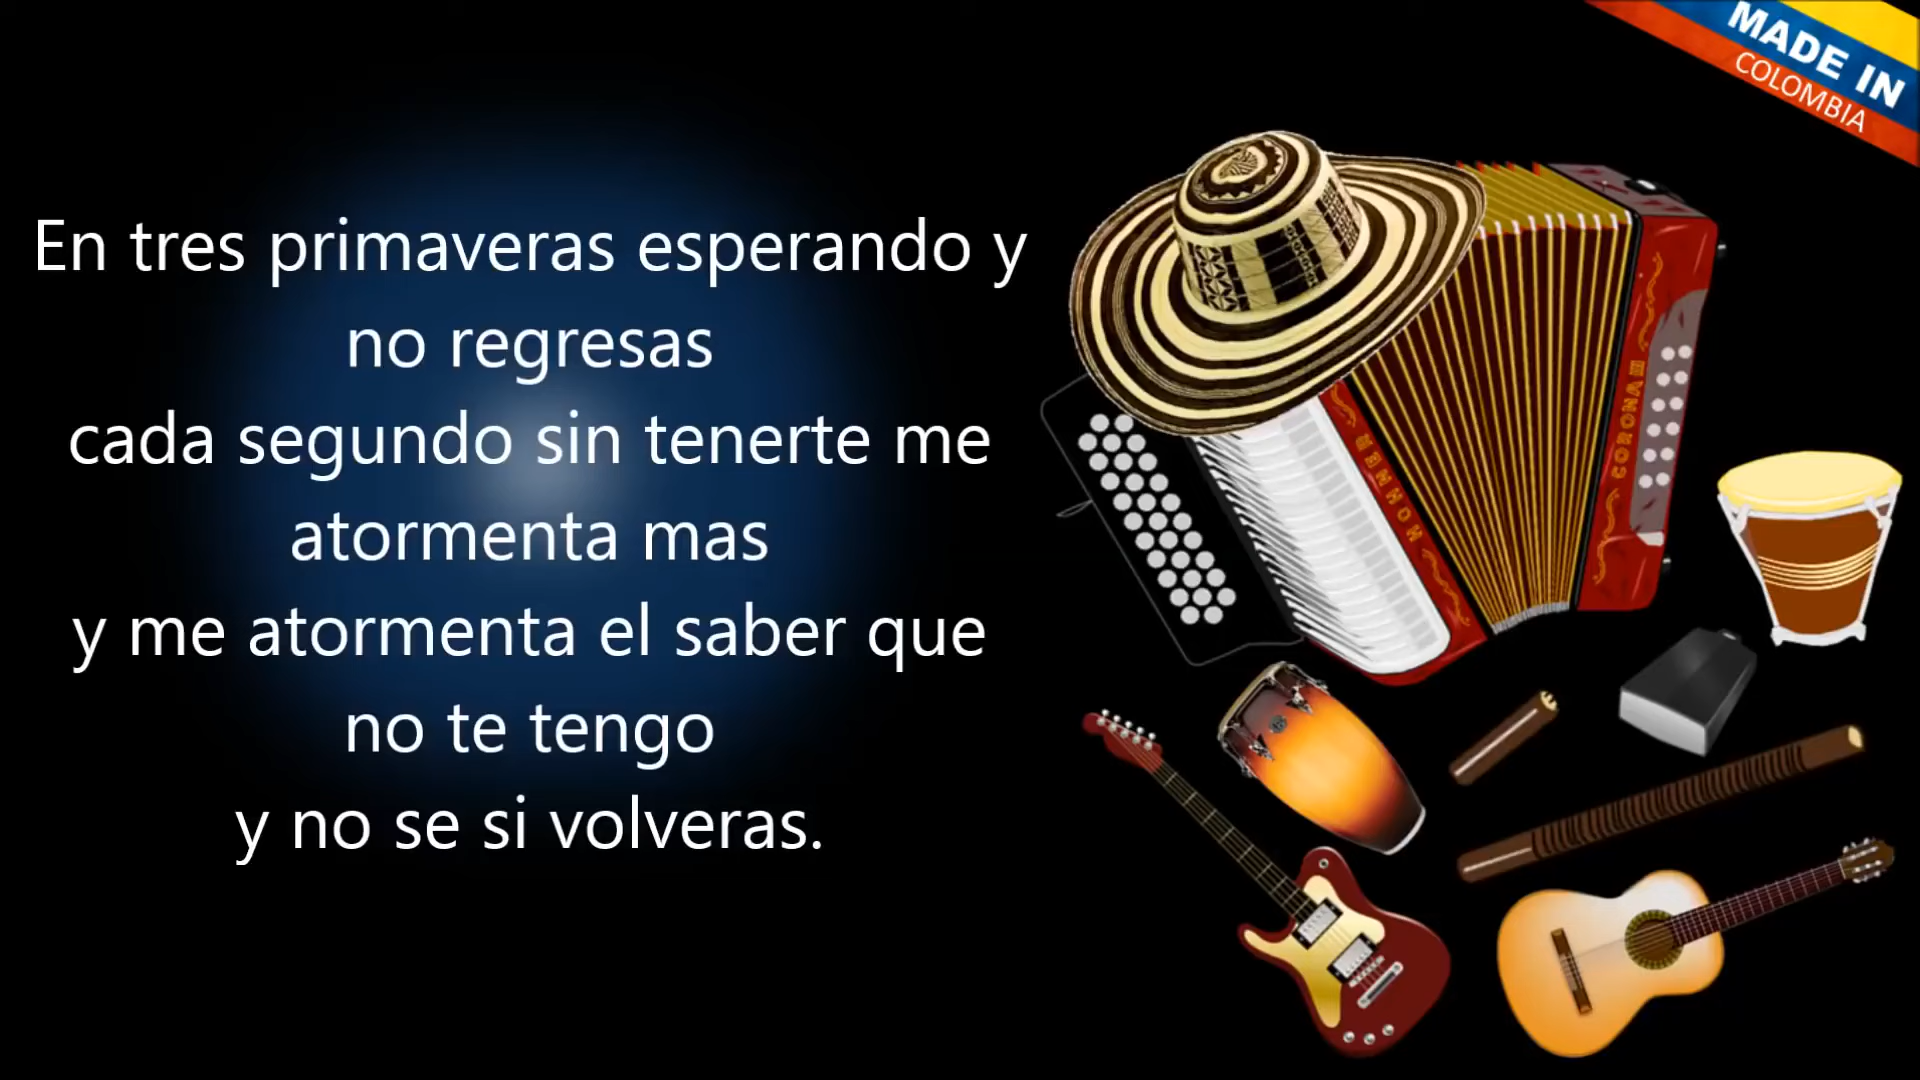 En tres primaveras esperando y
no regresas
cada segundo sin tenerte me
atormenta mas
y me atormenta el saber que
no te tengo
y no se si volveras.
MADE IN
COLOMBIA
HOHNER
CORONA III